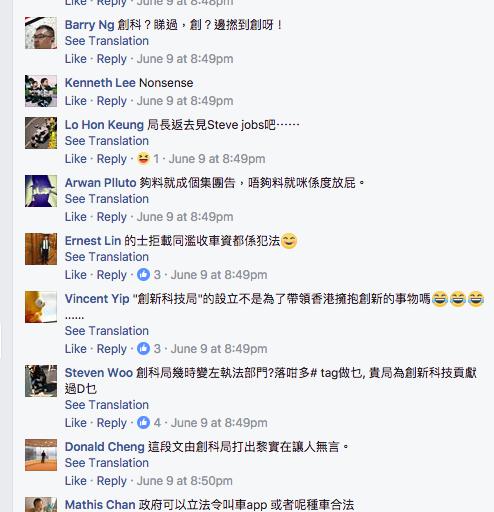 Like · Reply · June 9 at 8:48pm
Barry Ng 創科？睇過，創？邊撚到創呀！
See Translation
Like · Reply · June 9 at 8:49pm
Kenneth Lee Nonsense
Like · Reply · June 9 at 8:49pm
Lo Hon Keung 局長返去見Steve jobs吧⋯⋯
See Translation
Like · Reply · 1 · June 9 at 8:49pm
Arwan Plluto 夠料就成個集團告，唔夠料就咪係度放屁。
See Translation
Like · Reply · June 9 at 8:49pm
Ernest Lin 的士拒載同濫收車資都係犯法😅
See Translation
Like · Reply · 3 · June 9 at 8:49pm
Vincent Yip "創新科技局"的設立不是為了帶領香港擁抱創新的事物嗎😂😂😂
......
See Translation
Like · Reply · 3 · June 9 at 8:49pm
Steven Woo 創科局幾時變左執法部門?落咁多# tag做乜, 貴局為創新科技貢獻
過D乜
See Translation
Like · Reply · 4 · June 9 at 8:49pm
Donald Cheng 這段文由創科局打出黎實在讓人無言。
See Translation
Like · Reply · June 9 at 8:50pm
Mathis Chan 政府可以立法令叫車app 或者呢種車合法